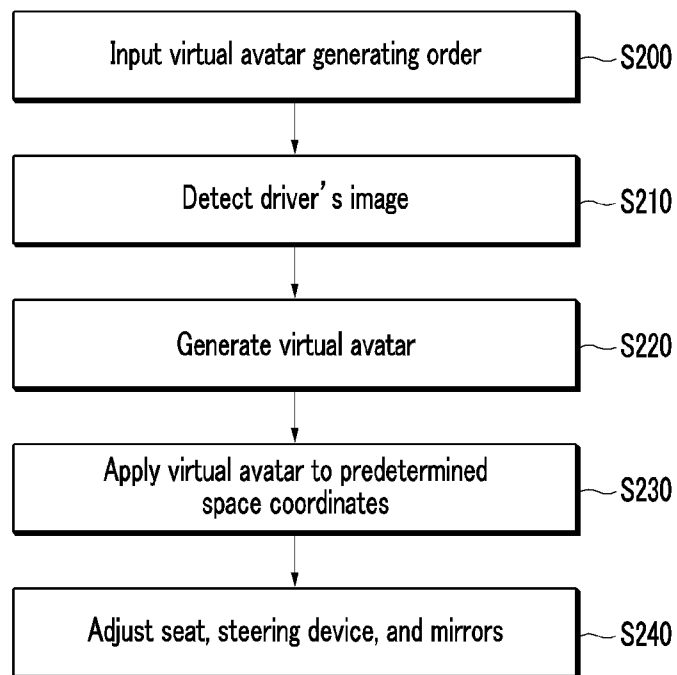 Input virtual avatar generating order
S200
Detect driver's image
S210
Generate virtual avatar
S220
Apply virtual avatar to predetermined
space coordinates
S230
Adjust seat, steering device, and mirrors
S240